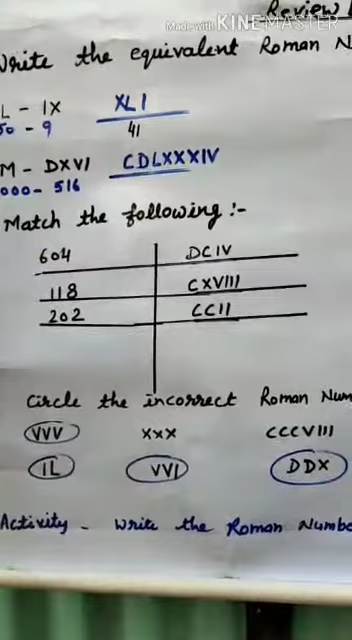 Review
Made with KINEMASTER
Write the equivalent Roman N
L - IX XLI
50 - 9 41
M - DXVI CDLXXXIV
000 - 516
Match the following :-
604 DCIV
118 CXVIII
202 CCII
Circle the incorrect Roman Num
VVV XXX CCCVIII
IL VVI DDX
Activity - Write the Roman Numbe